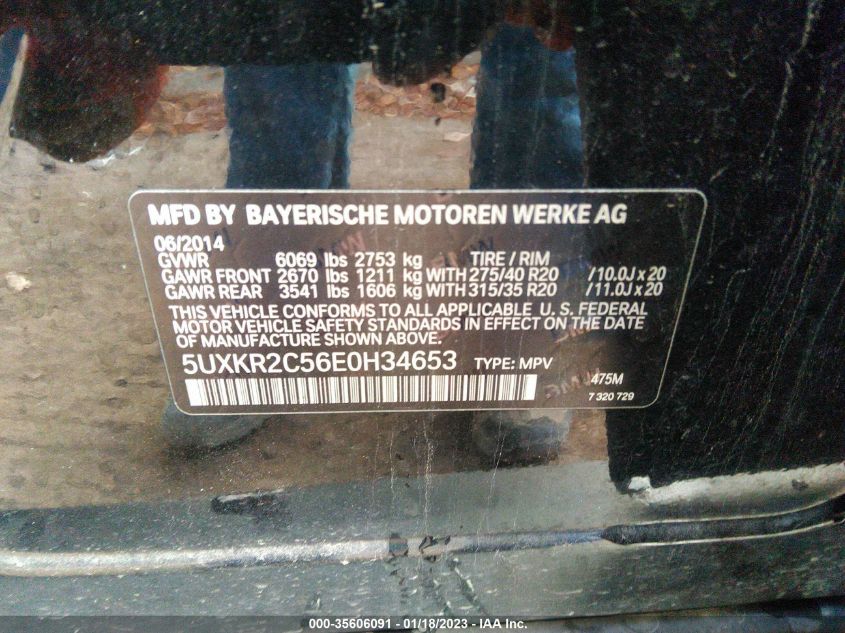 MFD BY BAYERISCHE MOTOREN WERKE AG
06/2014
GVWR 6069 lbs 2753 kg TIRE / RIM
GAWR FRONT 2670 lbs 1211 kg WITH 275/40 R20 /10.0J x 20
GAWR REAR 3541 lbs 1606 kg WITH 315/35 R20 /11.0J x 20
THIS VEHICLE CONFORMS TO ALL APPLICABLE U. S. FEDERAL
MOTOR VEHICLE SAFETY STANDARDS IN EFFECT ON THE DATE
OF MANUFACTURE SHOWN ABOVE.
5UXKR2C56E0H34653 TYPE: MPV
475M
7 320 729
000-35606091 - 01/18/2023 - IAA Inc.